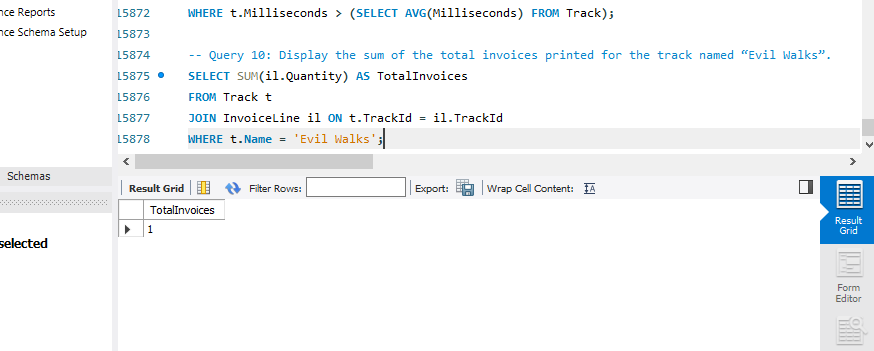 nce Reports
nce Schema Setup
Schemas
selected
15872 WHERE t.Milliseconds > (SELECT AVG(Milliseconds) FROM Track);
15873
15874 -- Query 10: Display the sum of the total invoices printed for the track named “Evil Walks”.
15875 SELECT SUM(il.Quantity) AS TotalInvoices
15876 FROM Track t
15877 JOIN InvoiceLine il ON t.TrackId = il.TrackId
15878 WHERE t.Name = 'Evil Walks';
Result Grid Filter Rows: Export: Wrap Cell Content:
TotalInvoices
1
Result
Grid
Form
Editor